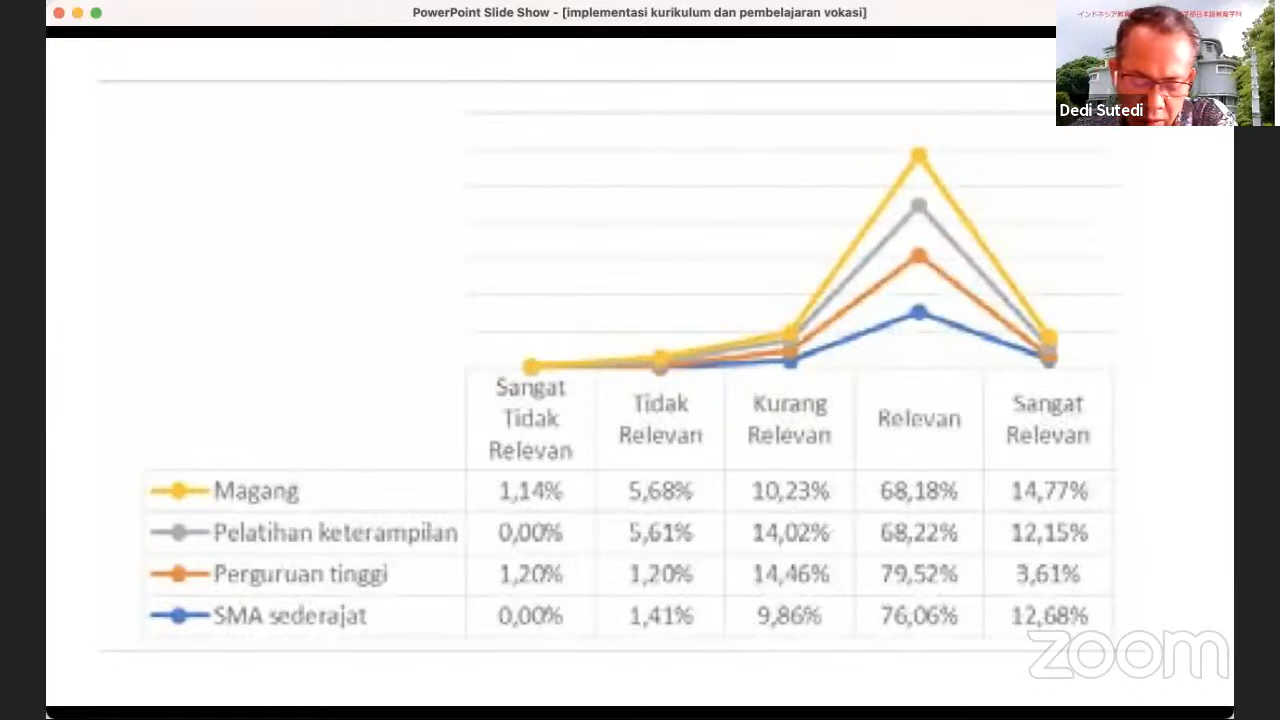 PowerPoint Slide Show - [implementasi kurikulum dan pembelajaran vokasi]
Dedi Sutedi
Sangat
Tidak
Relevan
Tidak
Relevan
Kurang
Relevan
Relevan
Sangat
Relevan
Magang 1,14% 5,68% 10,23% 68,18% 14,77%
Pelatihan keterampilan 0,00% 5,61% 14,02% 68,22% 12,15%
Perguruan tinggi 1,20% 1,20% 14,46% 79,52% 3,61%
SMA sederajat 0,00% 1,41% 9,86% 76,06% 12,68%
zoom